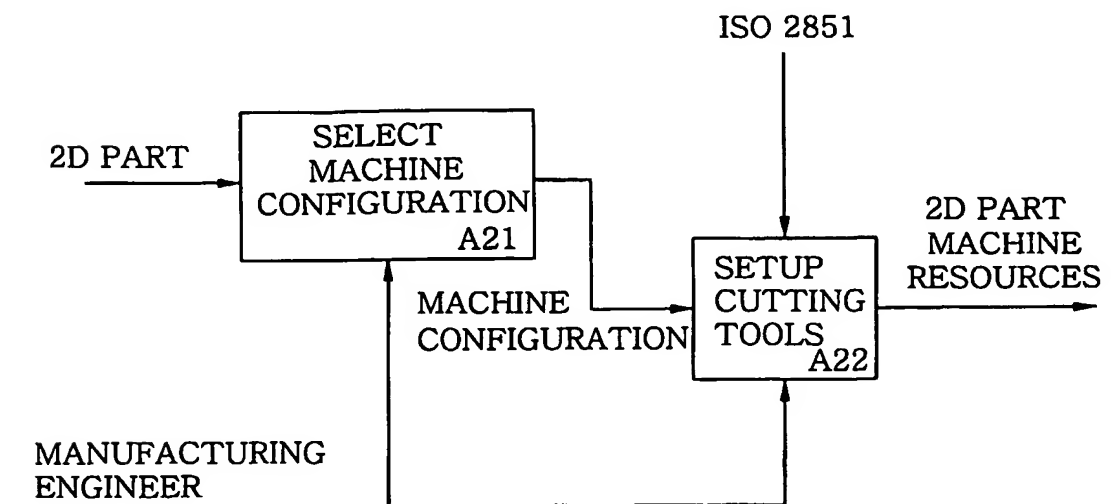 ISO 2851
2D PART
SELECT
MACHINE
CONFIGURATION
A21
2D PART
MACHINE
RESOURCES
SETUP
CUTTING
TOOLS
A22
MACHINE
CONFIGURATION
MANUFACTURING
ENGINEER